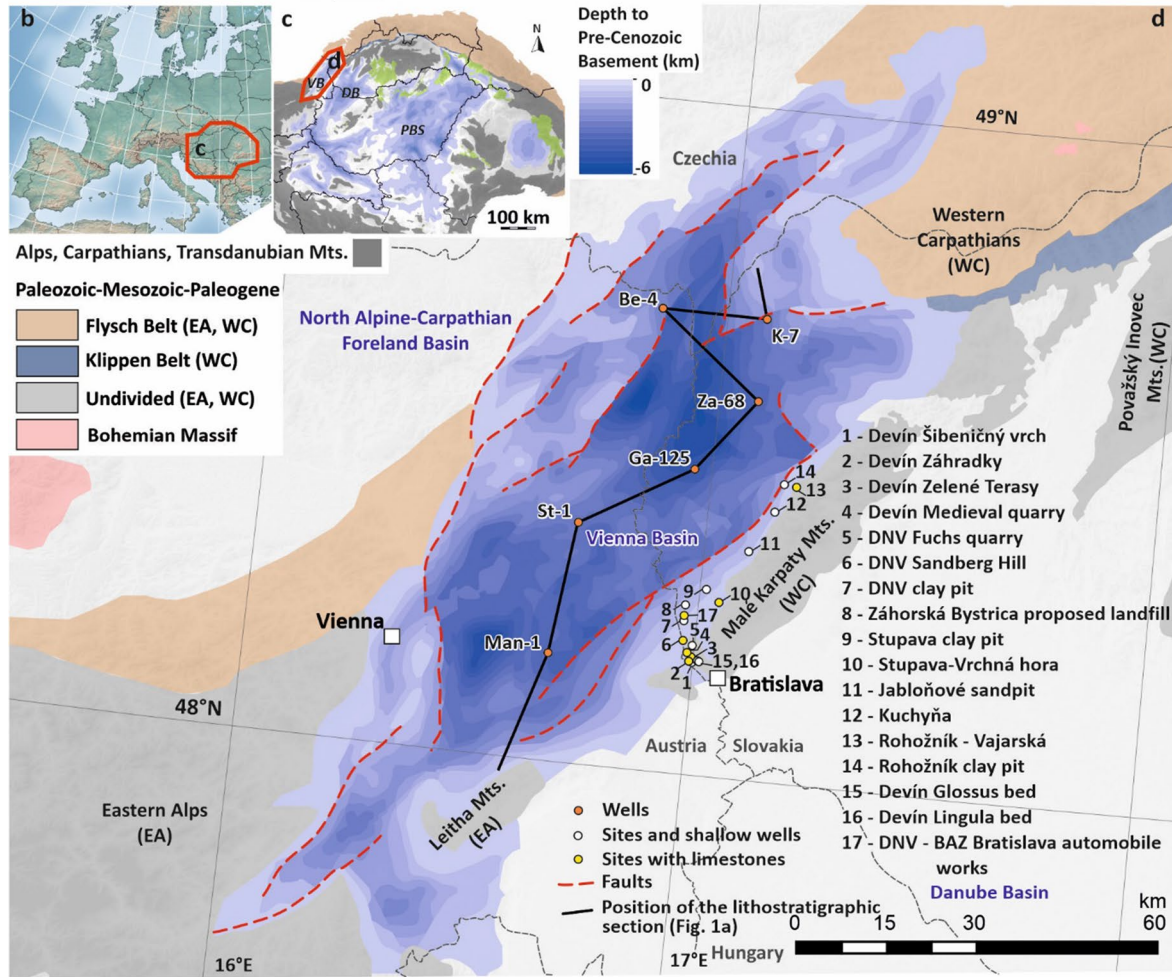 b
c
c
N
d
VB
DB
PBS
100 km
Depth to
Pre-Cenozoic
Basement (km)
0
-6
d
49°N
Czechia
Western
Carpathians
(WC)
Alps, Carpathians, Transdanubian Mts.
Paleozoic-Mesozoic-Paleogene
Flysch Belt (EA, WC)
Klippen Belt (WC)
Undivided (EA, WC)
Bohemian Massif
North Alpine-Carpathian
Foreland Basin
Be-4
K-7
Považský Inovec
Mts.(WC)
Za-68
Ga-125
St-1
Vienna Basin
Man-1
Vienna
14
13
12
11
Malé Karpaty Mts.
(WC)
9
10
8
17
7
6
5
4
3
15,16
2
1
Bratislava
1 - Devín Šibeničný vrch
2 - Devín Záhradky
3 - Devín Zelené Terasy
4 - Devín Medieval quarry
5 - DNV Fuchs quarry
6 - DNV Sandberg Hill
7 - DNV clay pit
8 - Záhorská Bystrica proposed landfill
9 - Stupava clay pit
10 - Stupava-Vrchná hora
11 - Jabloňové sandpit
12 - Kuchyňa
13 - Rohožník - Vajarská
14 - Rohožník clay pit
15 - Devín Glossus bed
16 - Devín Lingula bed
17 - DNV - BAZ Bratislava automobile
works
48°N
Austria
Slovakia
Eastern Alps
(EA)
Leitha Mts.
(EA)
Wells
Sites and shallow wells
Sites with limestones
Faults
Position of the lithostratigraphic
section (Fig. 1a)
Danube Basin
Hungary
km
0
15
30
60
16°E
17°E